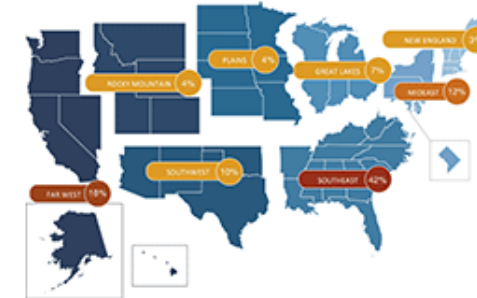 NEW ENGLAND
PLAINS 4%
GREAT LAKES 7%
ROCKY MOUNTAIN 4%
MIDEAST 12%
SOUTHWEST 10%
SOUTHEAST 42%
FAR WEST 18%